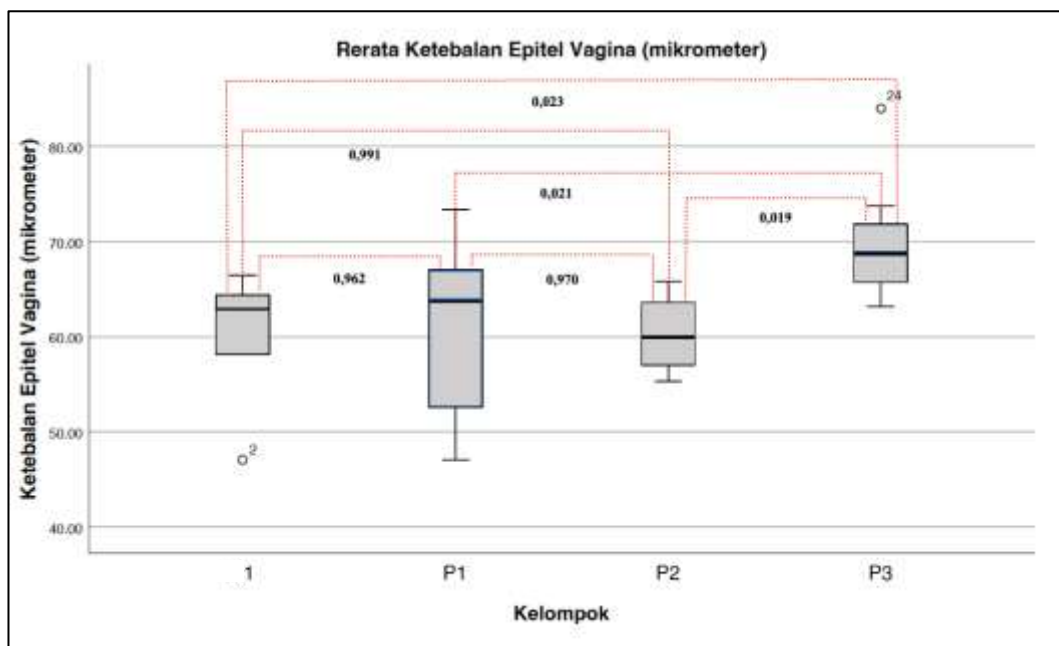 Rerata Ketebalan Epitel Vagina (mikrometer)
24
0,023
80.00
0,991
0,021
0,019
70.00
0,962
0,970
60.00
50.00
2
40.00
Ketebalan Epitel Vagina (mikrometer)
1
P1
P2
P3
Kelompok